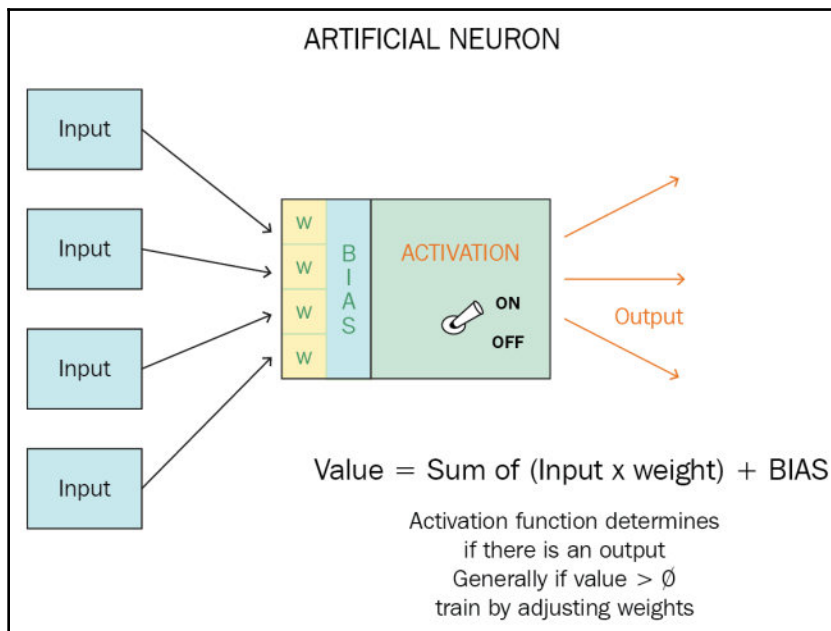 ARTIFICIAL NEURON
Input
Input
Input
Input
W
W
W
W
BIAS
ACTIVATION
ON
OFF
Output
Value = Sum of (Input x weight) + BIAS
Activation function determines
if there is an output
Generally if value > Ø
train by adjusting weights